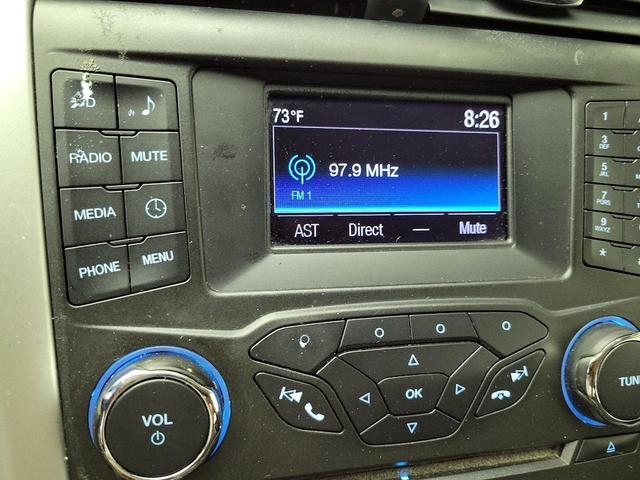 73°F 8:26
97.9 MHz
FM 1
AST Direct — Mute
RADIO MUTE
MEDIA
PHONE MENU
1
3
DEF
5
JKL
7
PQRS
9
WXYZ
*
OK
VOL
TUN